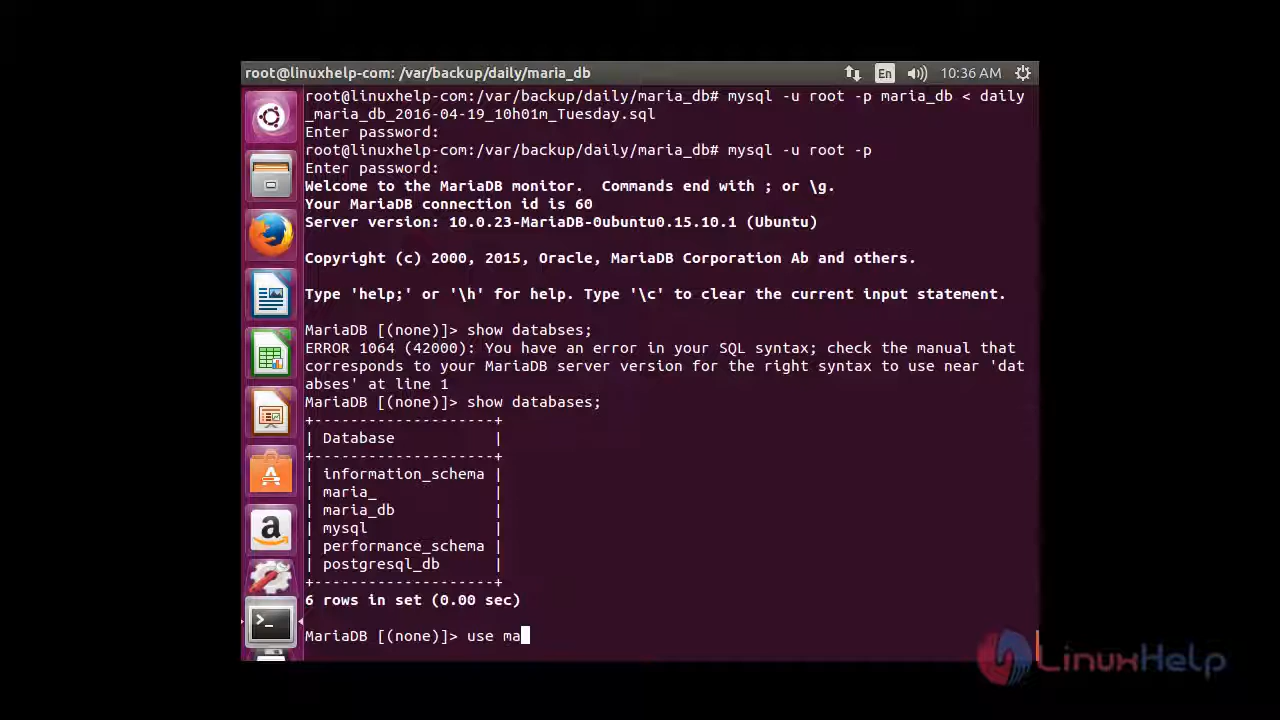 root@linuxhelp-com: /var/backup/daily/maria_db
En
10:36 AM
root@linuxhelp-com:/var/backup/daily/maria_db# mysql -u root -p maria_db < daily
_maria_db_2016-04-19_10h01m_Tuesday.sql
Enter password:
root@linuxhelp-com:/var/backup/daily/maria_db# mysql -u root -p
Enter password:
Welcome to the MariaDB monitor.  Commands end with ; or \g.
Your MariaDB connection id is 60
Server version: 10.0.23-MariaDB-0ubuntu0.15.10.1 (Ubuntu)
Copyright (c) 2000, 2015, Oracle, MariaDB Corporation Ab and others.
Type 'help;' or '\h' for help. Type '\c' to clear the current input statement.
MariaDB [(none)]> show databses;
ERROR 1064 (42000): You have an error in your SQL syntax; check the manual that
corresponds to your MariaDB server version for the right syntax to use near 'dat
abses' at line 1
MariaDB [(none)]> show databases;
+--------------------+
| Database           |
+--------------------+
| information_schema |
| maria_             |
| maria_db           |
| mysql              |
| performance_schema |
| postgresql_db      |
+--------------------+
6 rows in set (0.00 sec)
MariaDB [(none)]> use ma
LinuxHelp